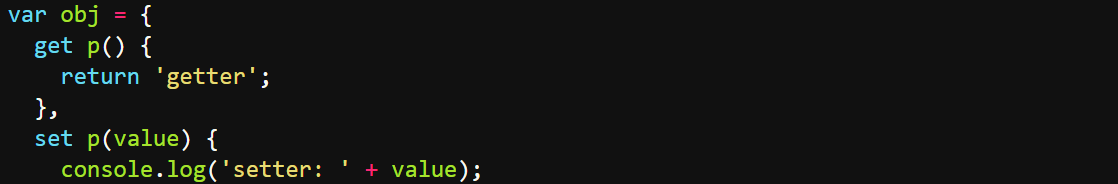 var obj = {
  get p() {
    return 'getter';
  },
  set p(value) {
    console.log('setter: ' + value);